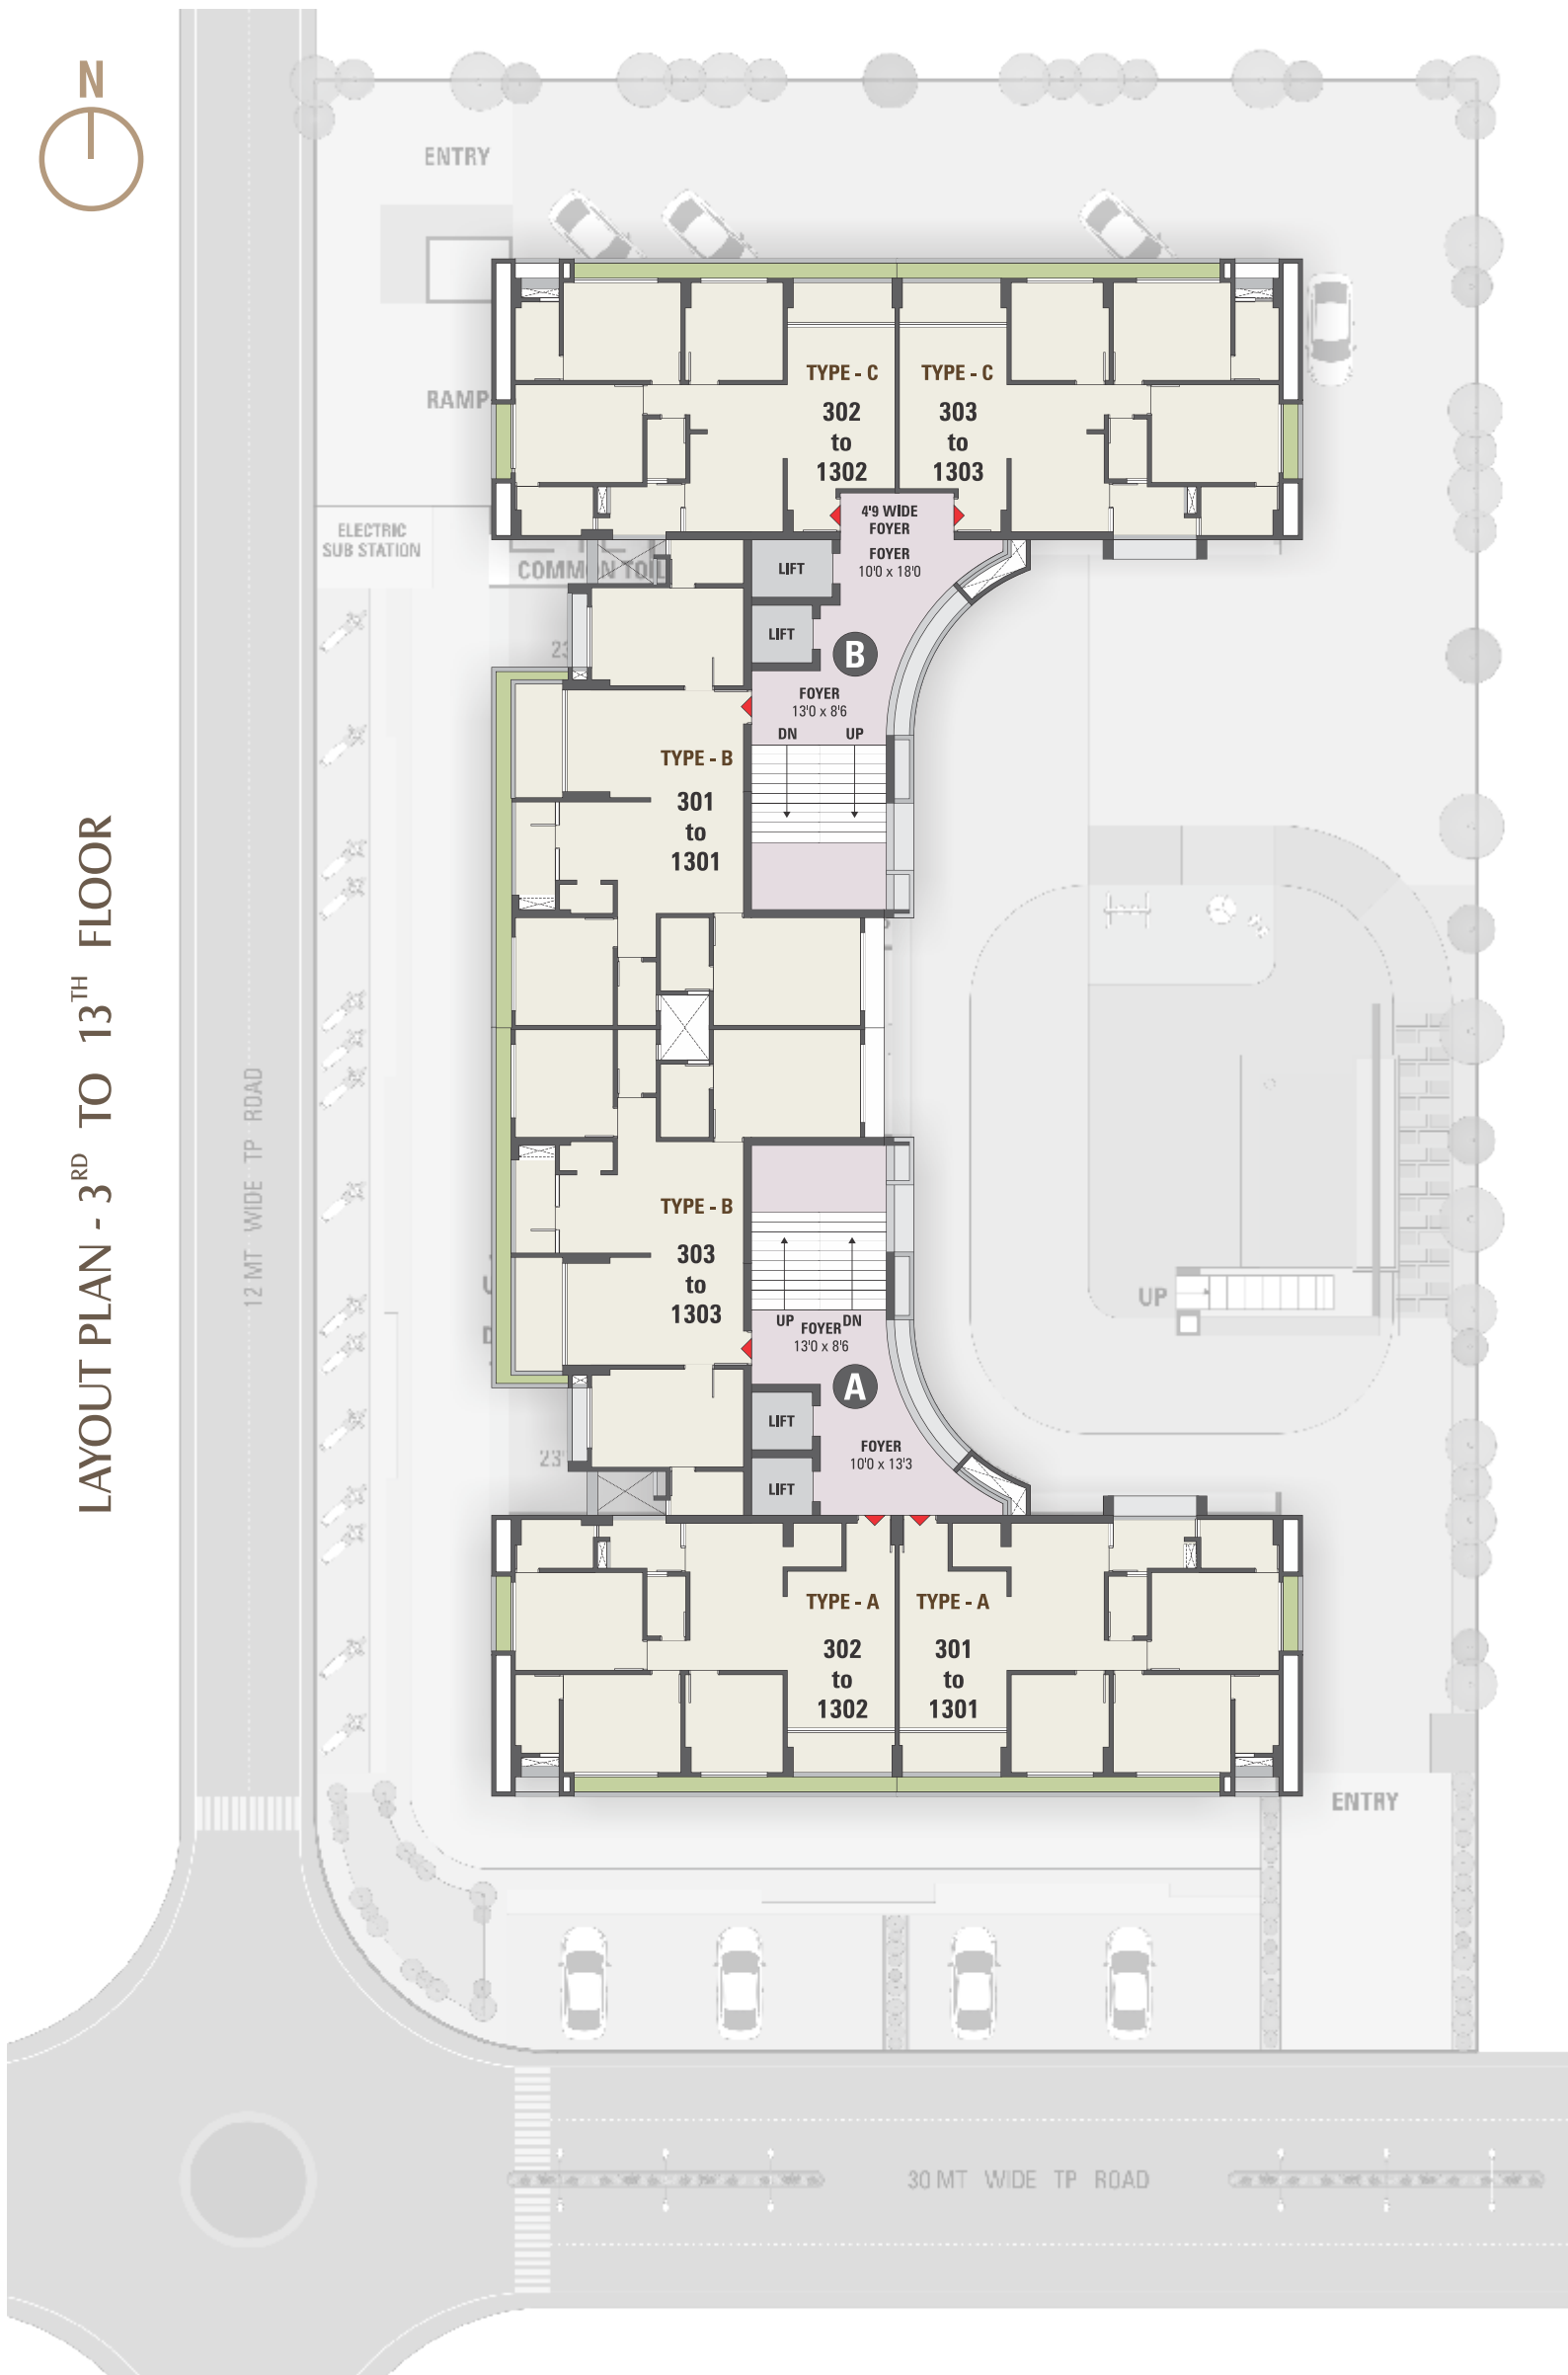 N
LAYOUT PLAN - 3RD TO 13TH FLOOR
ENTRY
RAMP
ELECTRIC
SUB STATION
COMMON TOIL
TYPE - C
302
to
1302
TYPE - C
303
to
1303
4'9 WIDE
FOYER
FOYER
10'0 x 18'0
LIFT
LIFT
B
23
FOYER
13'0 x 8'6
DN
UP
TYPE - B
301
to
1301
12 MT WIDE TP ROAD
TYPE - B
303
to
1303
UP
DN
FOYER
13'0 x 8'6
A
LIFT
LIFT
FOYER
10'0 x 13'3
23'
UP
TYPE - A
302
to
1302
TYPE - A
301
to
1301
ENTRY
30 MT WIDE TP ROAD